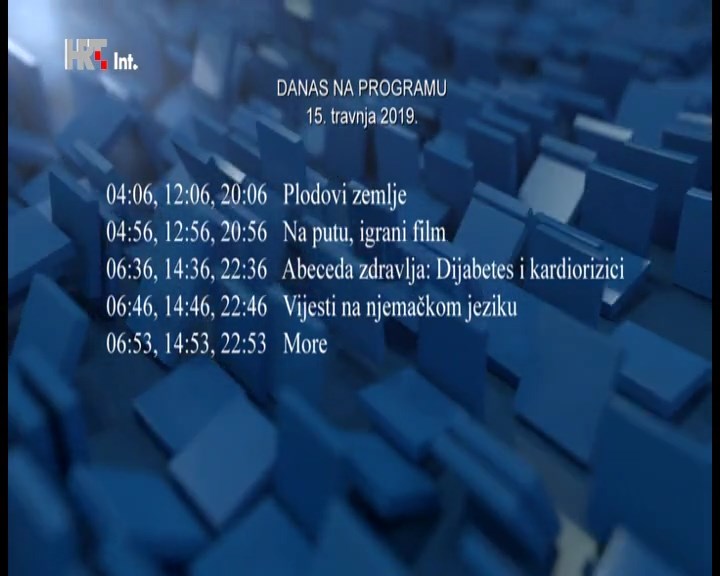 HRT Int.
DANAS NA PROGRAMU
15. travnja 2019.
04:06, 12:06, 20:06 Plodovi zemlje
04:56, 12:56, 20:56 Na putu, igrani film
06:36, 14:36, 22:36 Abeceda zdravlja: Dijabetes i kardiorizici
06:46, 14:46, 22:46 Vijesti na njemačkom jeziku
06:53, 14:53, 22:53 More